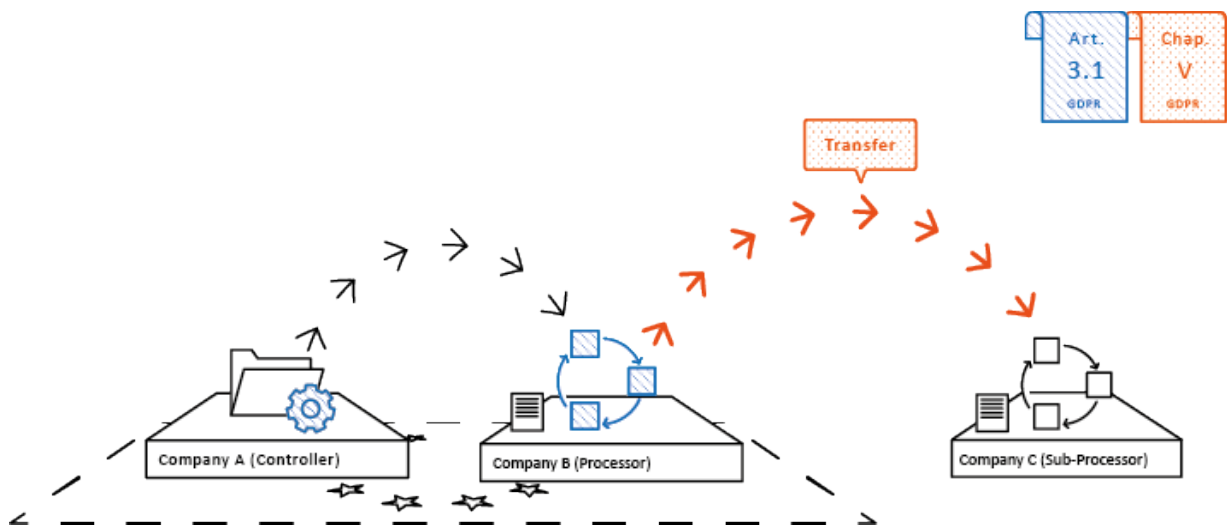 Art.
3.1
GDPR
Chap.
V
GDPR
Transfer
Company A (Controller)
Company B (Processor)
Company C (Sub-Processor)